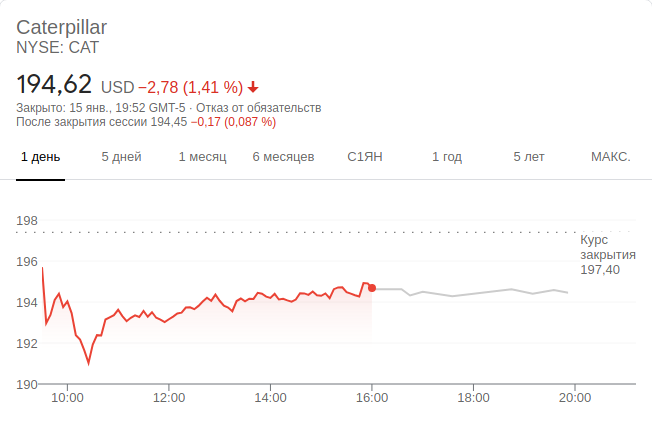 Caterpillar
NYSE: CAT
194,62 USD −2,78 (1,41 %)
Закрыто: 15 янв., 19:52 GMT-5 · Отказ от обязательств
После закрытия сессии 194,45 −0,17 (0,087 %)
1 день 5 дней 1 месяц 6 месяцев С1ЯН 1 год 5 лет МАКС.
198
196
194
192
190
Курс
закрытия
197,40
10:00 12:00 14:00 16:00 18:00 20:00